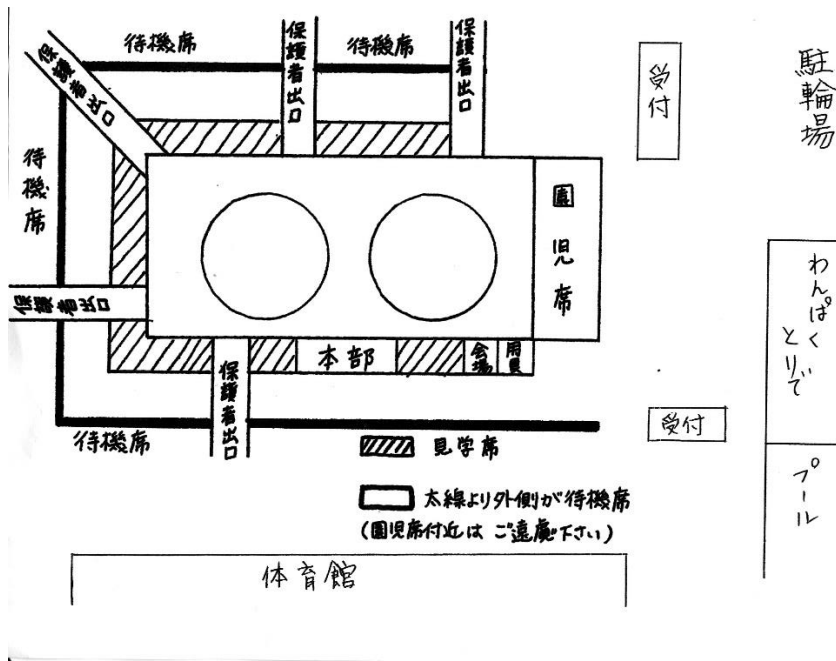 待機席
保護者出口
待機席
保護者出口
保護者出口
受付
駐輪場
待機席
園児席
わんぱく
とりで
保護者出口
本部
会場
用具
保護者出口
受付
待機席
見学席
プール
太線より外側が待機席
(園児席付近は ご遠慮下さい)
体育館